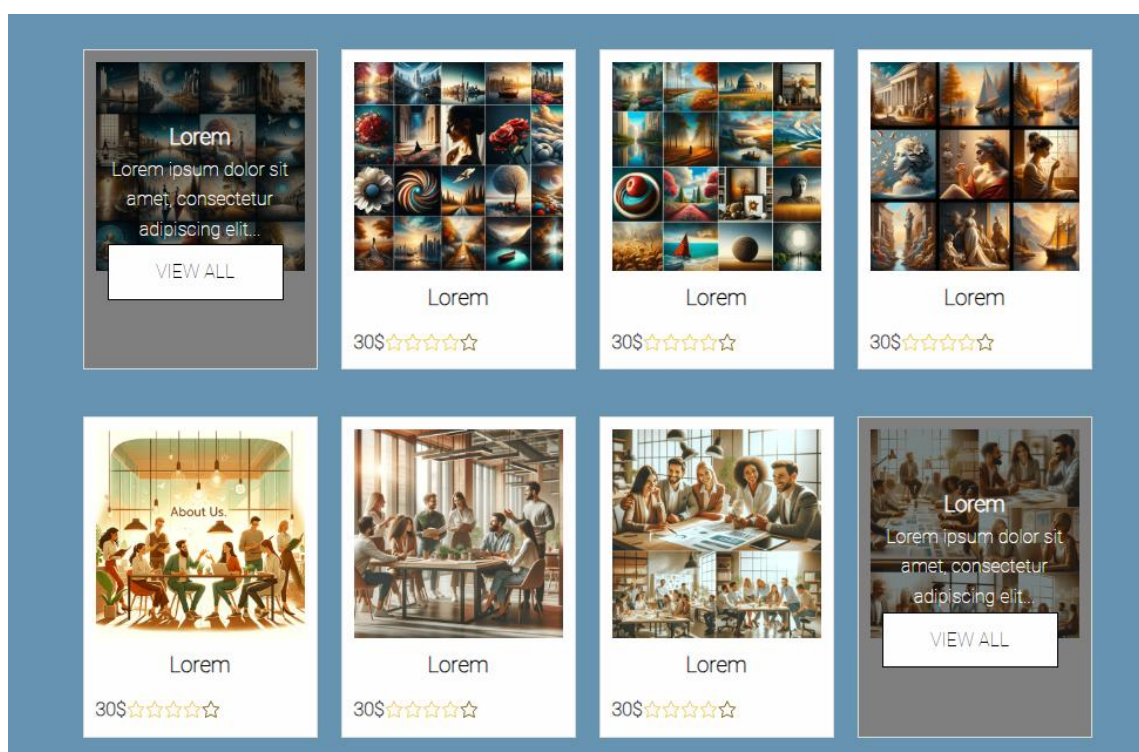 Lorem
Lorem ipsum dolor sit
amet, consectetur
adipiscing elit...
VIEW ALL
Lorem
30$
Lorem
30$
Lorem
30$
About Us.
Lorem
30$
Lorem
30$
Lorem
30$
Lorem
Lorem ipsum dolor sit
amet, consectetur
adipiscing elit...
VIEW ALL